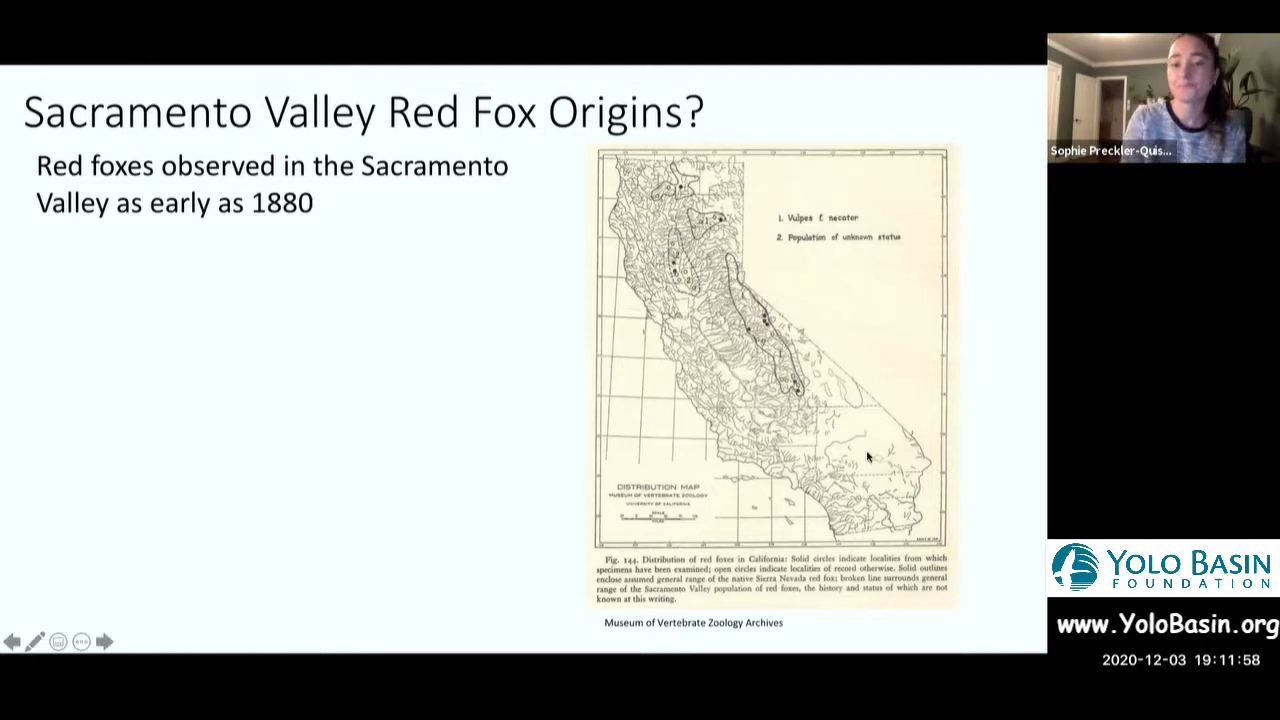 Sacramento Valley Red Fox Origins?
Red foxes observed in the Sacramento
Valley as early as 1880
1. Vulpes f. necator
2. Population of unknown status
DISTRIBUTION MAP
MUSEUM OF VERTEBRATE ZOOLOGY
UNIVERSITY OF CALIFORNIA
SCALE
MILES
Fig. 144. Distribution of red foxes in California: Solid circles indicate localities from which
specimens have been examined; open circles indicate localities of record otherwise. Solid outlines
enclose assumed general range of the native Sierra Nevada red fox; broken line surrounds general
range of the Sacramento Valley population of red foxes, the history and status of which are not
known at this writing.
Museum of Vertebrate Zoology Archives
Sophie Preckler-Quis...
YOLO BASIN
FOUNDATION
www.YoloBasin.org
2020-12-03 19:11:58